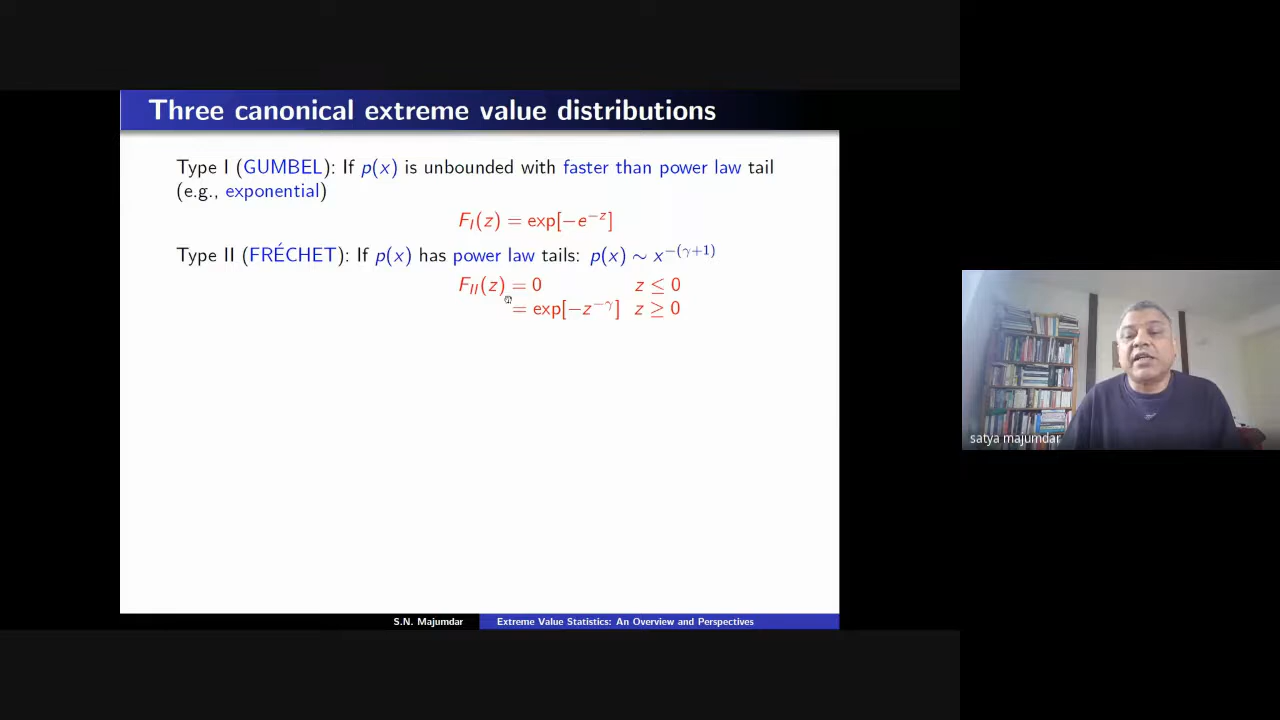 Three canonical extreme value distributions
Type I (GUMBEL): If p(x) is unbounded with faster than power law tail
(e.g., exponential)
F_I(z) = exp[−e^{−z}]
Type II (FRÉCHET): If p(x) has power law tails: p(x) ∼ x^{−(γ+1)}
F_{II}(z) = 0 z ≤ 0
= exp[−z^{−γ}] z ≥ 0
satya majumdar
S.N. Majumdar Extreme Value Statistics: An Overview and Perspectives